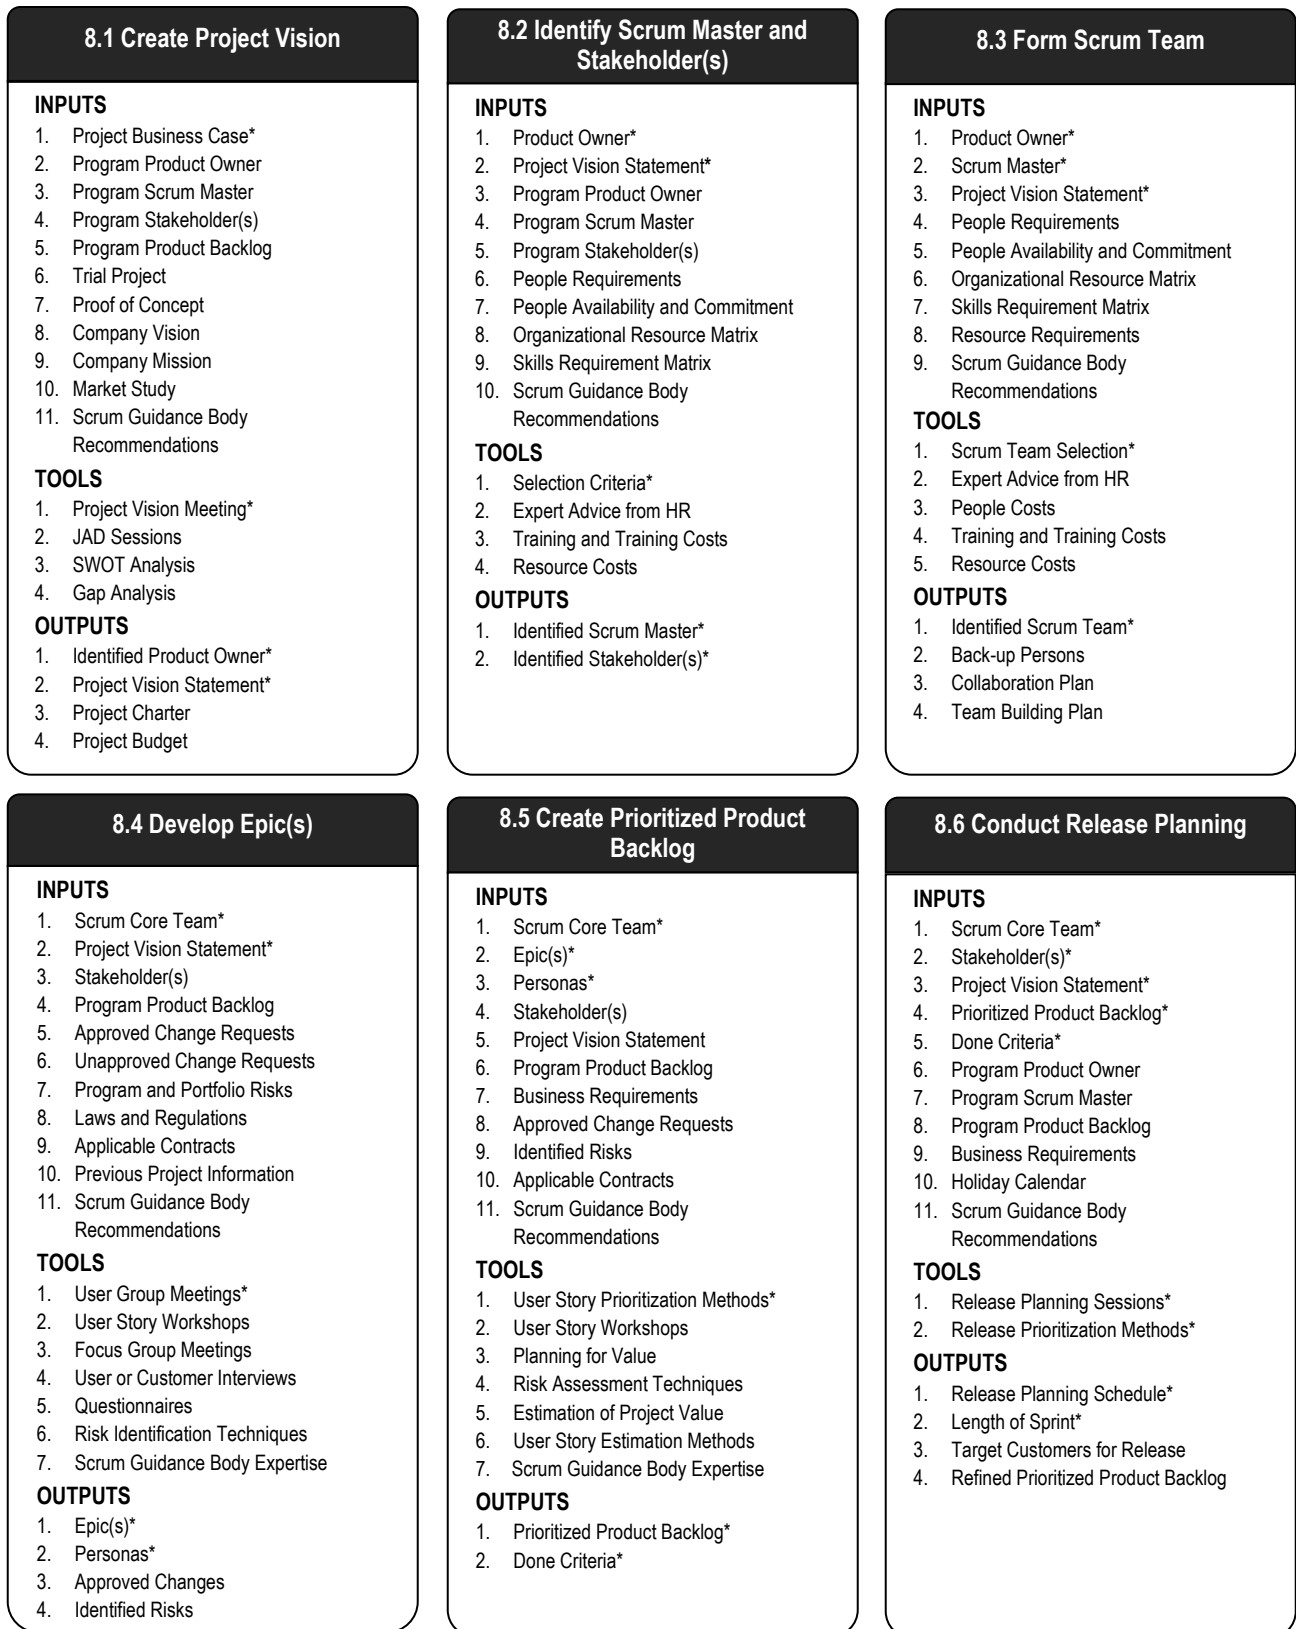 8.1 Create Project Vision
INPUTS
1. Project Business Case*
2. Program Product Owner
3. Program Scrum Master
4. Program Stakeholder(s)
5. Program Product Backlog
6. Trial Project
7. Proof of Concept
8. Company Vision
9. Company Mission
10. Market Study
11. Scrum Guidance Body
Recommendations
TOOLS
1. Project Vision Meeting*
2. JAD Sessions
3. SWOT Analysis
4. Gap Analysis
OUTPUTS
1. Identified Product Owner*
2. Project Vision Statement*
3. Project Charter
4. Project Budget
8.2 Identify Scrum Master and
Stakeholder(s)
INPUTS
1. Product Owner*
2. Project Vision Statement*
3. Program Product Owner
4. Program Scrum Master
5. Program Stakeholder(s)
6. People Requirements
7. People Availability and Commitment
8. Organizational Resource Matrix
9. Skills Requirement Matrix
10. Scrum Guidance Body
Recommendations
TOOLS
1. Selection Criteria*
2. Expert Advice from HR
3. Training and Training Costs
4. Resource Costs
OUTPUTS
1. Identified Scrum Master*
2. Identified Stakeholder(s)*
8.3 Form Scrum Team
INPUTS
1. Product Owner*
2. Scrum Master*
3. Project Vision Statement*
4. People Requirements
5. People Availability and Commitment
6. Organizational Resource Matrix
7. Skills Requirement Matrix
8. Resource Requirements
9. Scrum Guidance Body
Recommendations
TOOLS
1. Scrum Team Selection*
2. Expert Advice from HR
3. People Costs
4. Training and Training Costs
5. Resource Costs
OUTPUTS
1. Identified Scrum Team*
2. Back-up Persons
3. Collaboration Plan
4. Team Building Plan
8.4 Develop Epic(s)
INPUTS
1. Scrum Core Team*
2. Project Vision Statement*
3. Stakeholder(s)
4. Program Product Backlog
5. Approved Change Requests
6. Unapproved Change Requests
7. Program and Portfolio Risks
8. Laws and Regulations
9. Applicable Contracts
10. Previous Project Information
11. Scrum Guidance Body
Recommendations
TOOLS
1. User Group Meetings*
2. User Story Workshops
3. Focus Group Meetings
4. User or Customer Interviews
5. Questionnaires
6. Risk Identification Techniques
7. Scrum Guidance Body Expertise
OUTPUTS
1. Epic(s)*
2. Personas*
3. Approved Changes
4. Identified Risks
8.5 Create Prioritized Product
Backlog
INPUTS
1. Scrum Core Team*
2. Epic(s)*
3. Personas*
4. Stakeholder(s)
5. Project Vision Statement
6. Program Product Backlog
7. Business Requirements
8. Approved Change Requests
9. Identified Risks
10. Applicable Contracts
11. Scrum Guidance Body
Recommendations
TOOLS
1. User Story Prioritization Methods*
2. User Story Workshops
3. Planning for Value
4. Risk Assessment Techniques
5. Estimation of Project Value
6. User Story Estimation Methods
7. Scrum Guidance Body Expertise
OUTPUTS
1. Prioritized Product Backlog*
2. Done Criteria*
8.6 Conduct Release Planning
INPUTS
1. Scrum Core Team*
2. Stakeholder(s)*
3. Project Vision Statement*
4. Prioritized Product Backlog*
5. Done Criteria*
6. Program Product Owner
7. Program Scrum Master
8. Program Product Backlog
9. Business Requirements
10. Holiday Calendar
11. Scrum Guidance Body
Recommendations
TOOLS
1. Release Planning Sessions*
2. Release Prioritization Methods*
OUTPUTS
1. Release Planning Schedule*
2. Length of Sprint*
3. Target Customers for Release
4. Refined Prioritized Product Backlog